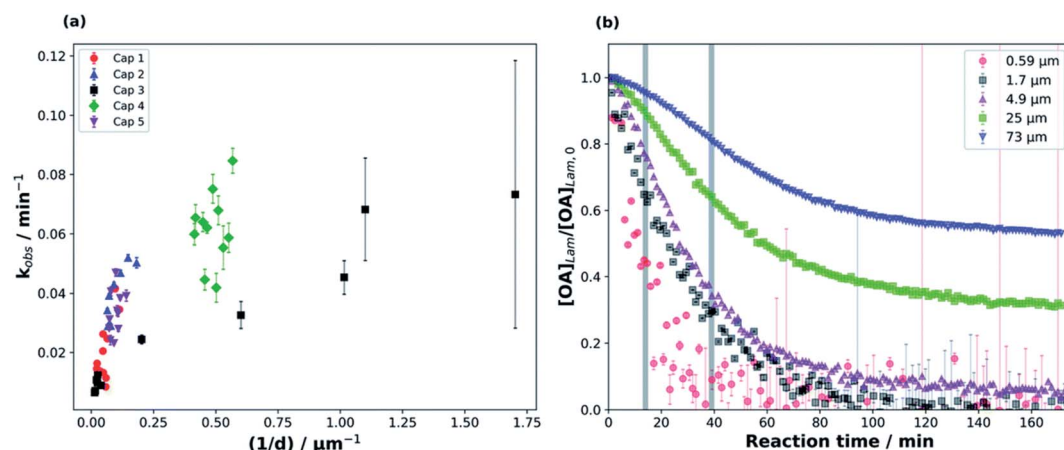 (a)
0.12
0.10
0.08
0.06
0.04
0.02
k_obs / min⁻¹
Cap 1
Cap 2
Cap 3
Cap 4
Cap 5
0.00 0.25 0.50 0.75 1.00 1.25 1.50 1.75
(1/d) / μm⁻¹
(b)
1.0
0.8
0.6
0.4
0.2
0.0
[OA]_Lam/[OA]_Lam, 0
0.59 μm
1.7 μm
4.9 μm
25 μm
73 μm
0 20 40 60 80 100 120 140 160
Reaction time / min